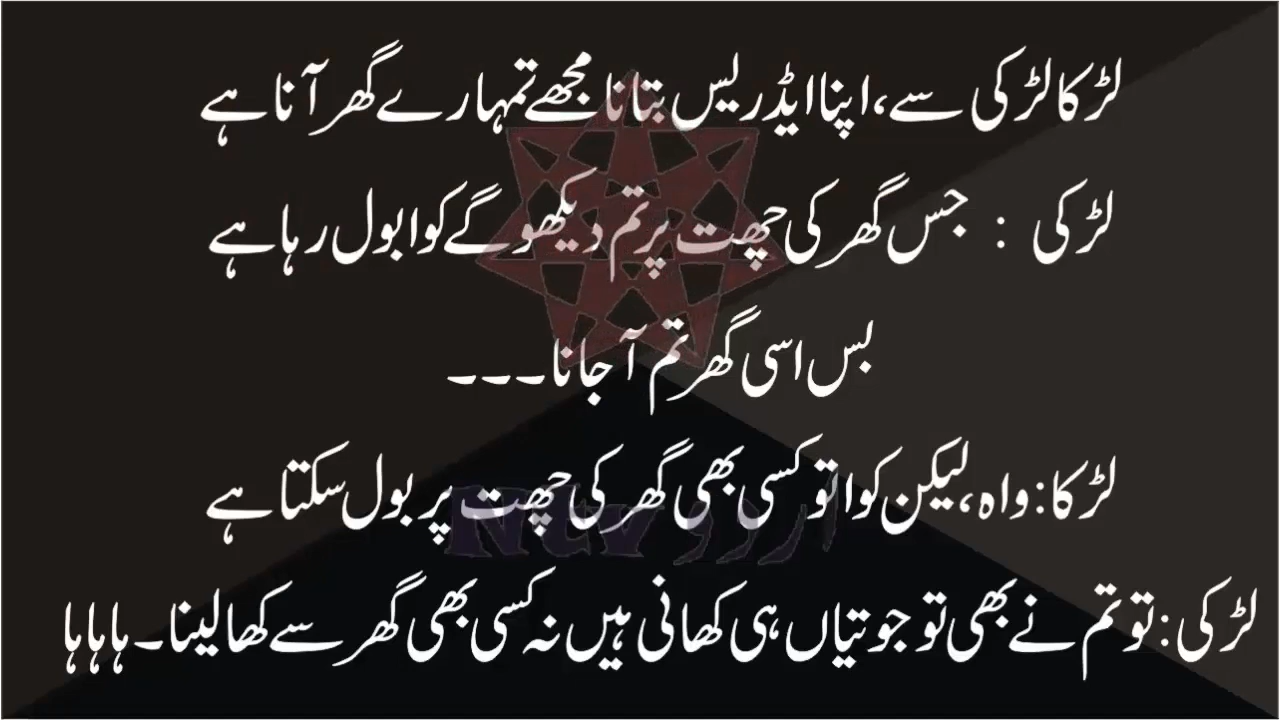 لڑکا لڑکی سے، اپنا ایڈریس بتانا مجھے تمہارے گھر آنا ہے
لڑکی : جس گھر کی چھت پر تم دیکھو گے کوا بول رہا ہے
بس اسی گھر تم آ جانا۔۔۔
لڑکا: واہ، لیکن کوا تو کسی بھی گھر کی چھت پر بول سکتا ہے
Ntv اردو
لڑکی: تو تم نے بھی تو جوتیاں ہی کھانی ہیں نہ کسی بھی گھر سے کھا لینا۔ ہاہاہا